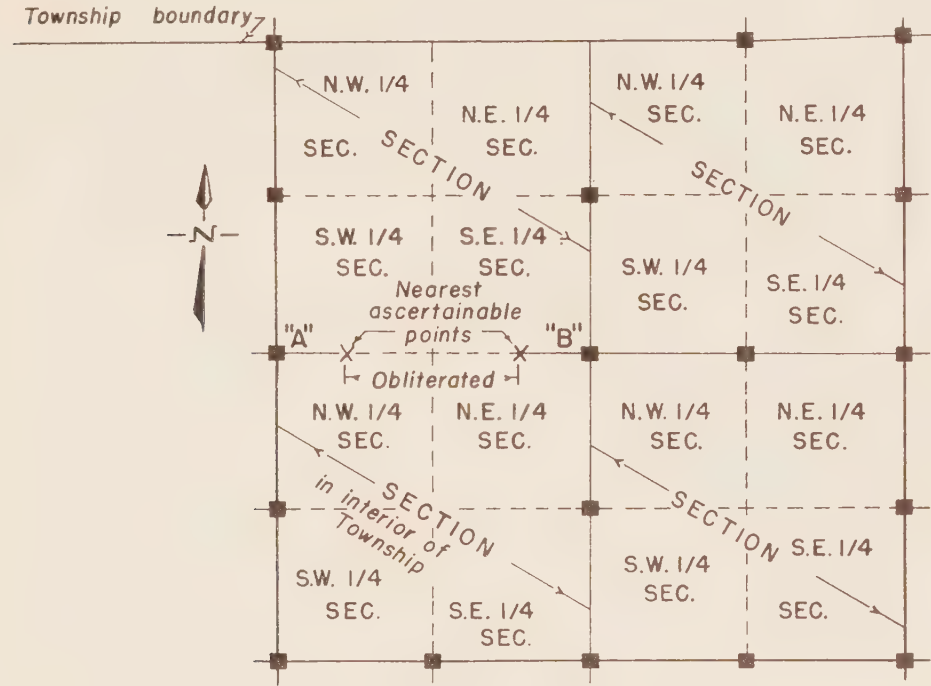 Township boundary
N.W. 1/4
SEC.
N.E. 1/4
SEC.
SECTION
N.W. 1/4
SEC.
N.E. 1/4
SEC.
SECTION
N
S.W. 1/4
SEC.
S.E. 1/4
SEC.
S.W. 1/4
SEC.
S.E. 1/4
SEC.
Nearest
ascertainable
points
"A"
"B"
Obliterated
N.W. 1/4
SEC.
N.E. 1/4
SEC.
SECTION
in interior of
Township
N.W. 1/4
SEC.
N.E. 1/4
SEC.
SECTION
S.W. 1/4
SEC.
S.E. 1/4
SEC.
S.W. 1/4
SEC.
S.E. 1/4
SEC.